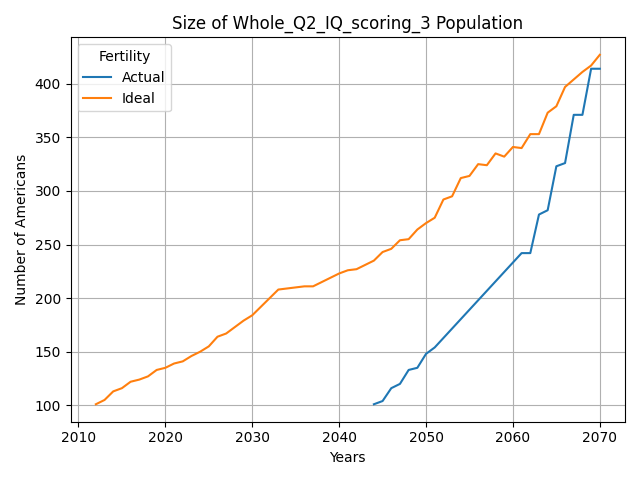 Size of Whole_Q2_IQ_scoring_3 Population
Fertility
Actual
Ideal
Number of Americans
400
350
300
250
200
150
100
2010 2020 2030 2040 2050 2060 2070
Years